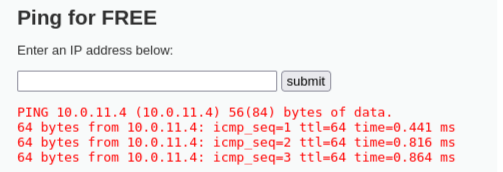 Ping for FREE
Enter an IP address below:
submit
PING 10.0.11.4 (10.0.11.4) 56(84) bytes of data.
64 bytes from 10.0.11.4: icmp_seq=1 ttl=64 time=0.441 ms
64 bytes from 10.0.11.4: icmp_seq=2 ttl=64 time=0.816 ms
64 bytes from 10.0.11.4: icmp_seq=3 ttl=64 time=0.864 ms